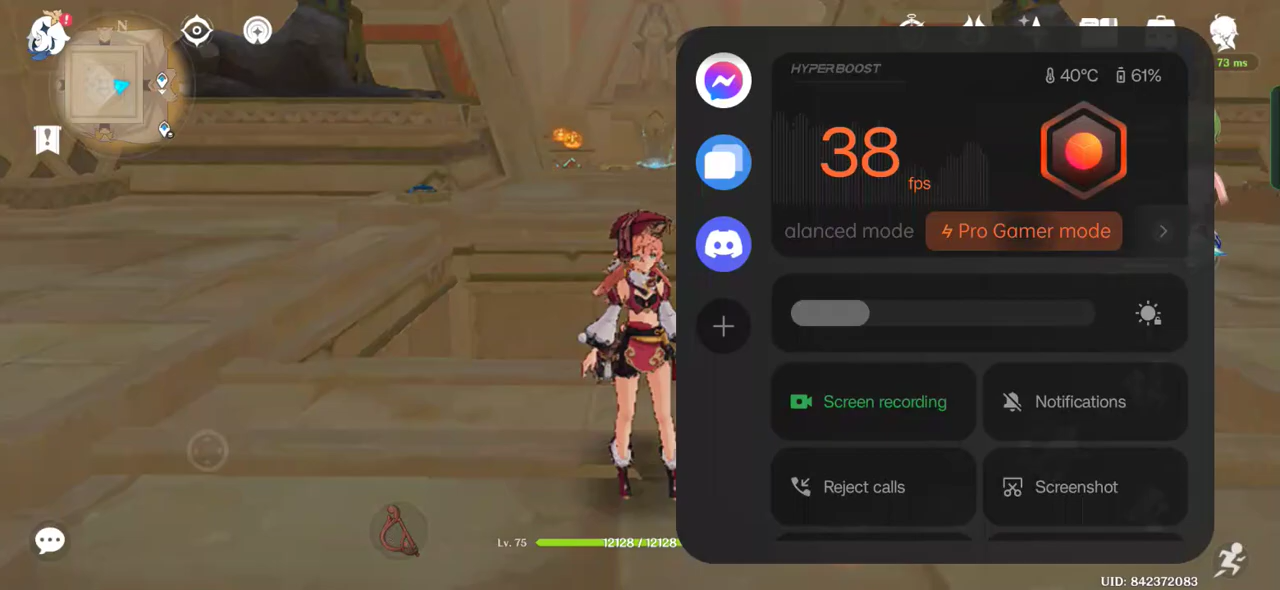 N
73 ms
HYPERBOOST
40°C
61%
38
fps
alanced mode
Pro Gamer mode
Screen recording
Notifications
Reject calls
Screenshot
Lv. 75
12128 / 12128
UID: 842372083